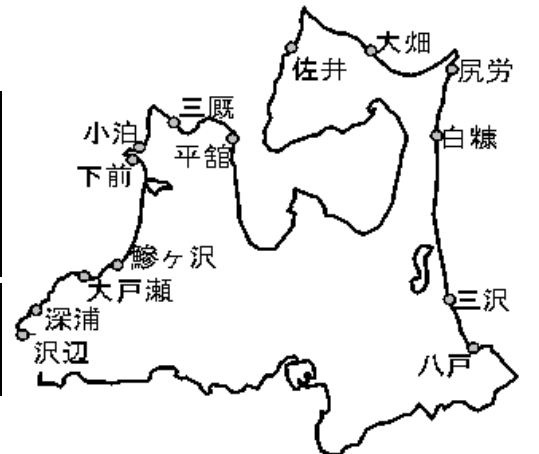 大畑
佐井
尻労
三厩
小泊
平舘
白糠
下前
鰺ヶ沢
大戸瀬
三沢
深浦
沢辺
八戸